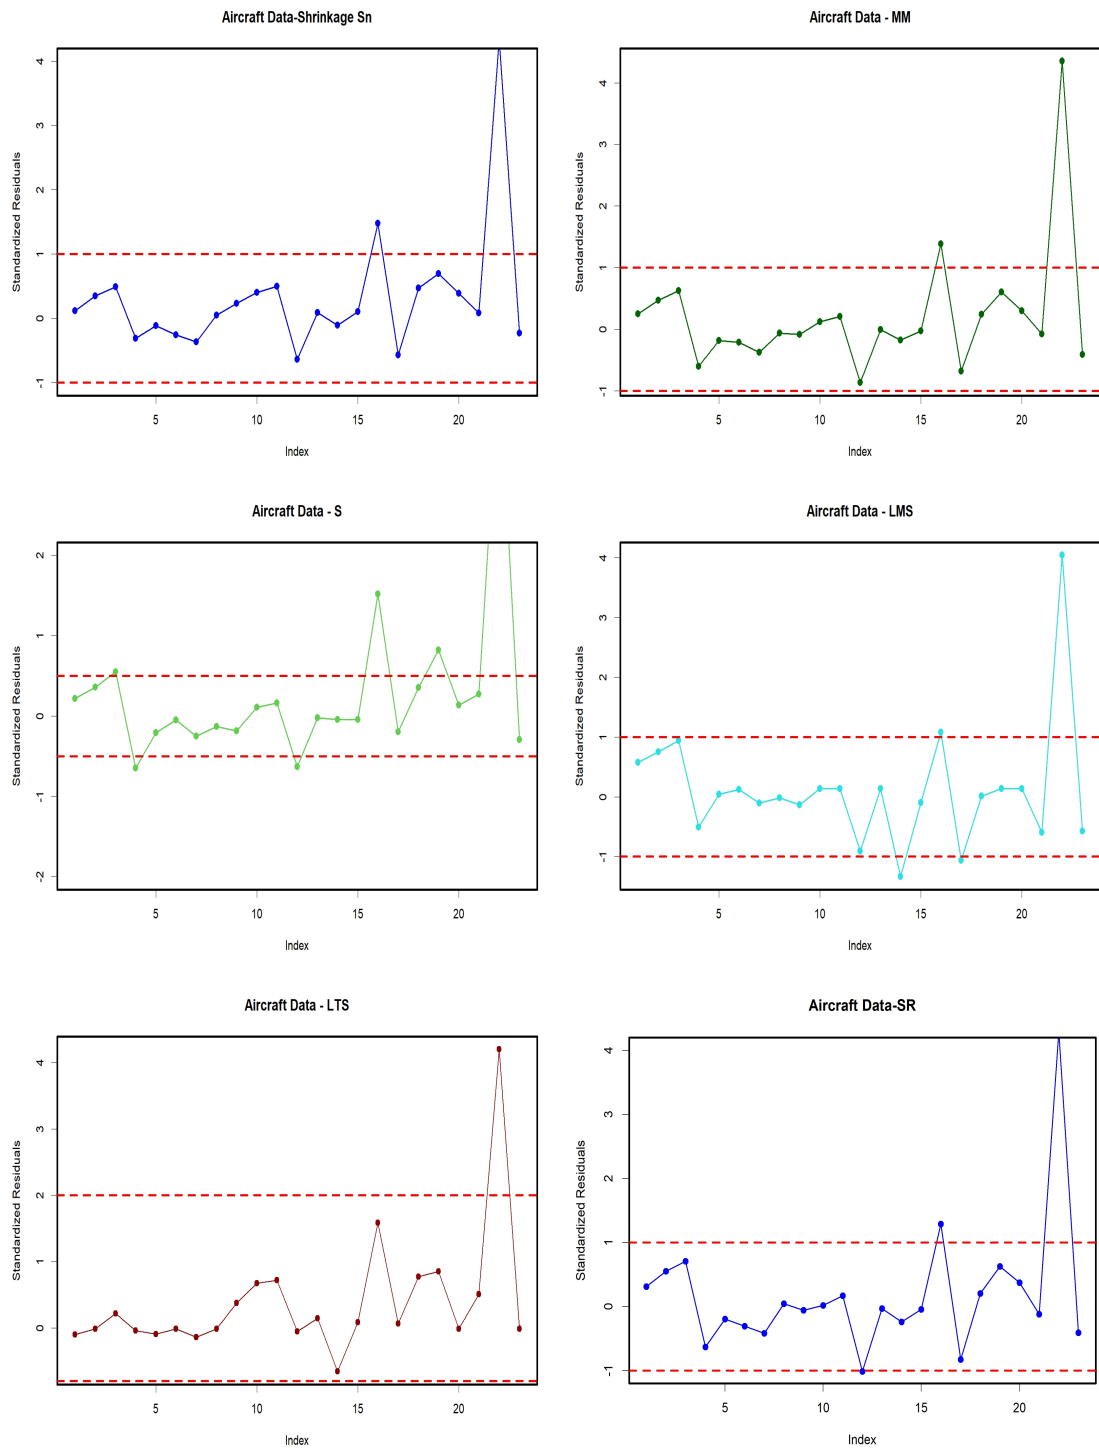 Aircraft Data-Shrinkage Sn
Standardized Residuals
4
3
2
1
0
-1
5 10 15 20
Index
Aircraft Data - MM
Standardized Residuals
4
3
2
1
0
-1
5 10 15 20
Index
Aircraft Data - S
Standardized Residuals
2
1
0
-1
-2
5 10 15 20
Index
Aircraft Data - LMS
Standardized Residuals
4
3
2
1
0
-1
5 10 15 20
Index
Aircraft Data - LTS
Standardized Residuals
4
3
2
1
0
5 10 15 20
Index
Aircraft Data-SR
Standardized Residuals
4
3
2
1
0
-1
5 10 15 20
Index